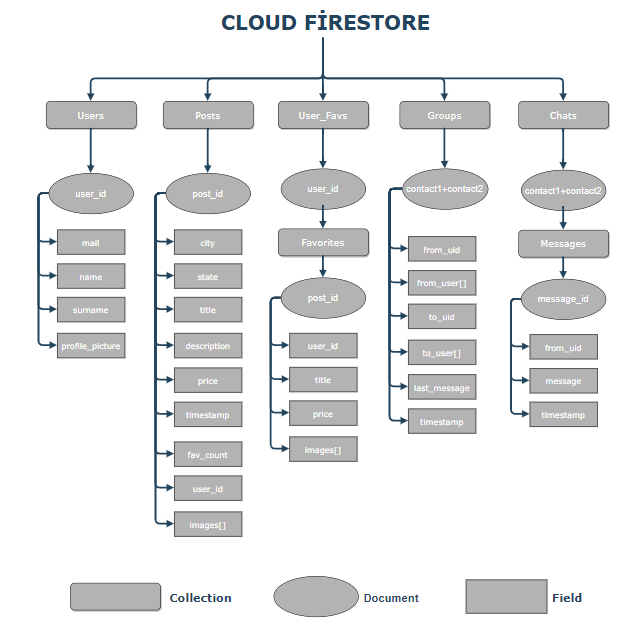 CLOUD FİRESTORE
Users
Posts
User_Favs
Groups
Chats
user_id
post_id
user_id
contact1+contact2
contact1+contact2
mail
name
surname
profile_picture
city
state
title
description
price
timestamp
fav_count
user_id
images[]
Favorites
post_id
user_id
title
price
images[]
from_uid
from_user[]
to_uid
to_user[]
last_message
timestamp
Messages
message_id
from_uid
message
timestamp
Collection
Document
Field